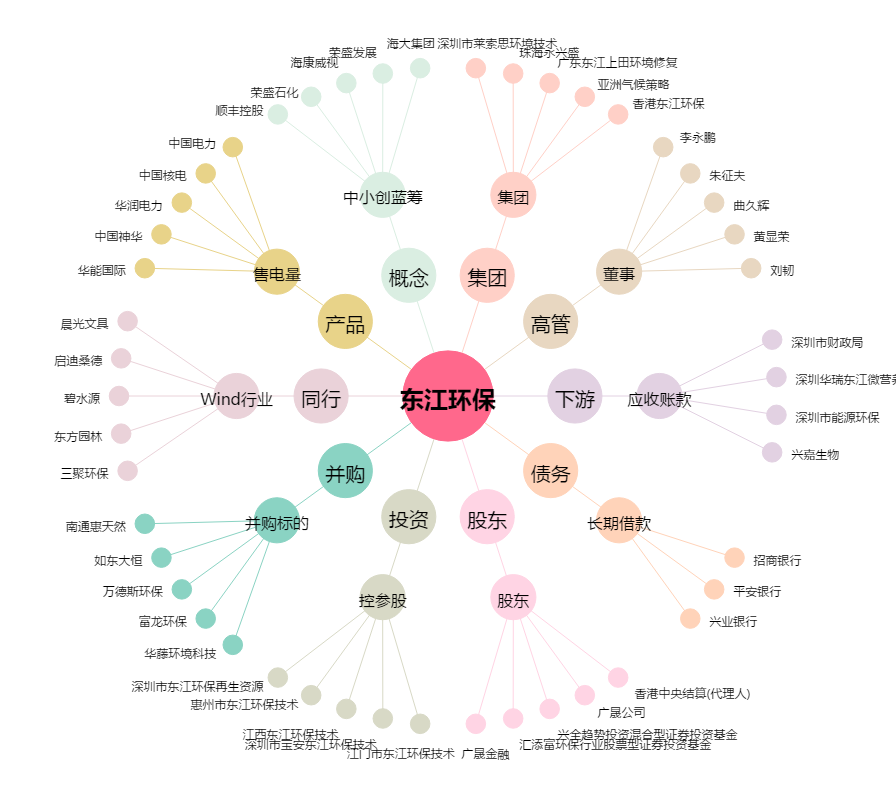 海大集团
深圳市莱索思环境技术
荣盛发展
珠海永兴盛
海康威视
广东东江上田环境修复
荣盛石化
亚洲气候策略
顺丰控股
香港东江环保
中国电力
李永鹏
中国核电
朱征夫
华润电力
曲久辉
中国神华
黄显荣
华能国际
刘韧
中小创蓝筹
集团
售电量
董事
概念
集团
产品
高管
晨光文具
深圳市财政局
启迪桑德
深圳华瑞东江微营养
碧水源
Wind行业
同行
东江环保
下游
应收账款
深圳市能源环保
东方园林
兴嘉生物
三聚环保
并购
债务
投资
股东
并购标的
长期借款
南通惠天然
如东大恒
招商银行
万德斯环保
平安银行
富龙环保
兴业银行
华藤环境科技
控参股
股东
深圳市东江环保再生资源
香港中央结算(代理人)
惠州市东江环保技术
广晟公司
江西东江环保技术
兴全趋势投资混合型证券投资基金
深圳市宝安东江环保技术
汇添富环保行业股票型证券投资基金
江门市东江环保技术
广晟金融